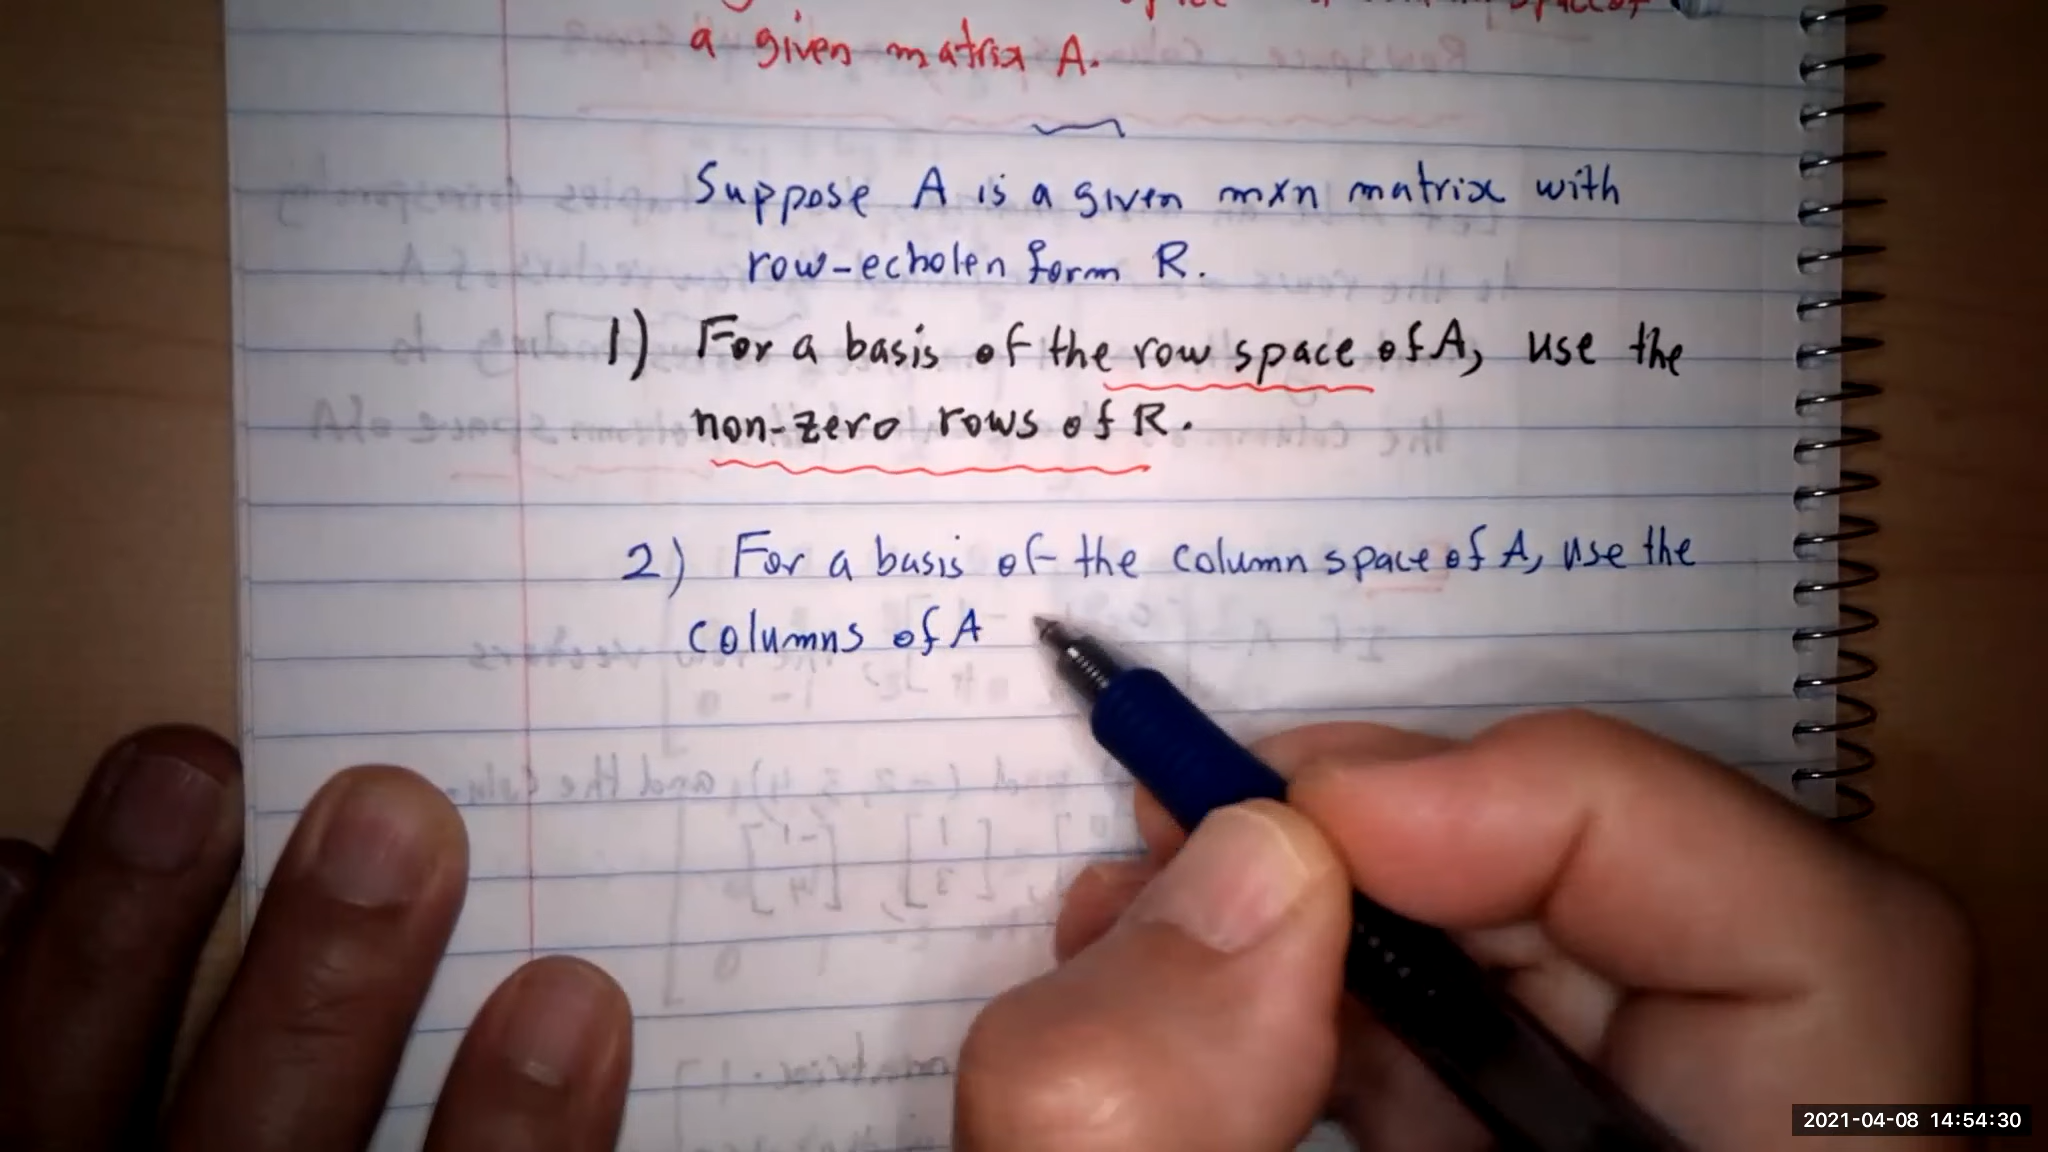 a given matrix A.
Suppose A is a given m×n matrix with
row-echolen form R.
1) For a basis of the row space of A, use the
non-zero rows of R.
2) For a basis of the column space of A, use the
columns of A
2021-04-08 14:54:30